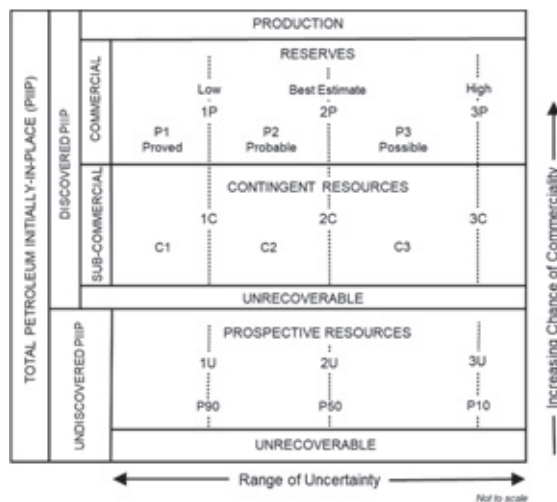 TOTAL PETROLEUM INITIALLY-IN-PLACE (PIIP)
DISCOVERED PIIP
COMMERCIAL
PRODUCTION
RESERVES
Low Best Estimate High
1P 2P 3P
P1 P2 P3
Proved Probable Possible
SUB-COMMERCIAL
CONTINGENT RESOURCES
1C 2C 3C
C1 C2 C3
UNRECOVERABLE
UNDISCOVERED PIIP
PROSPECTIVE RESOURCES
1U 2U 3U
P90 P50 P10
UNRECOVERABLE
Increasing Chance of Commerciality
Range of Uncertainty
Not to scale